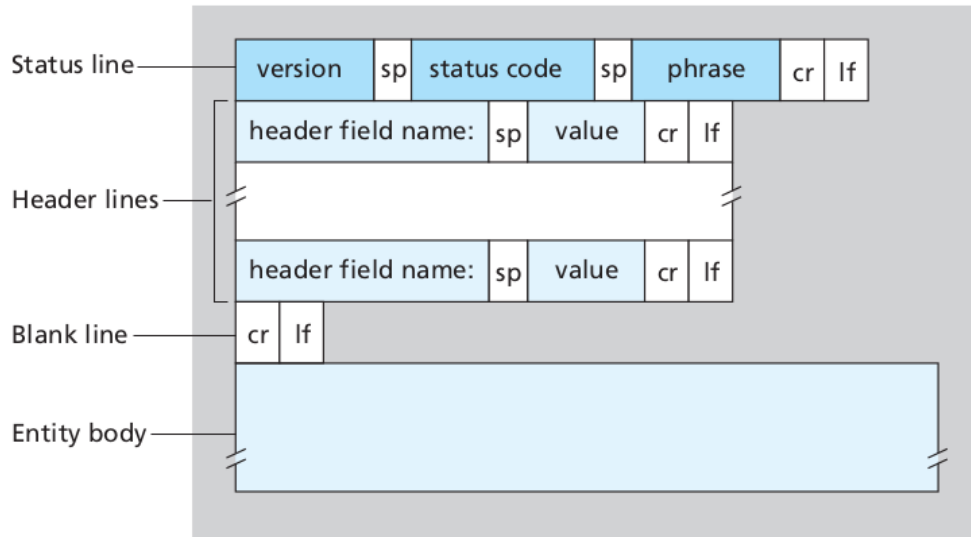 Status line version sp status code sp phrase cr lf
header field name: sp value cr lf
Header lines
header field name: sp value cr lf
Blank line cr lf
Entity body